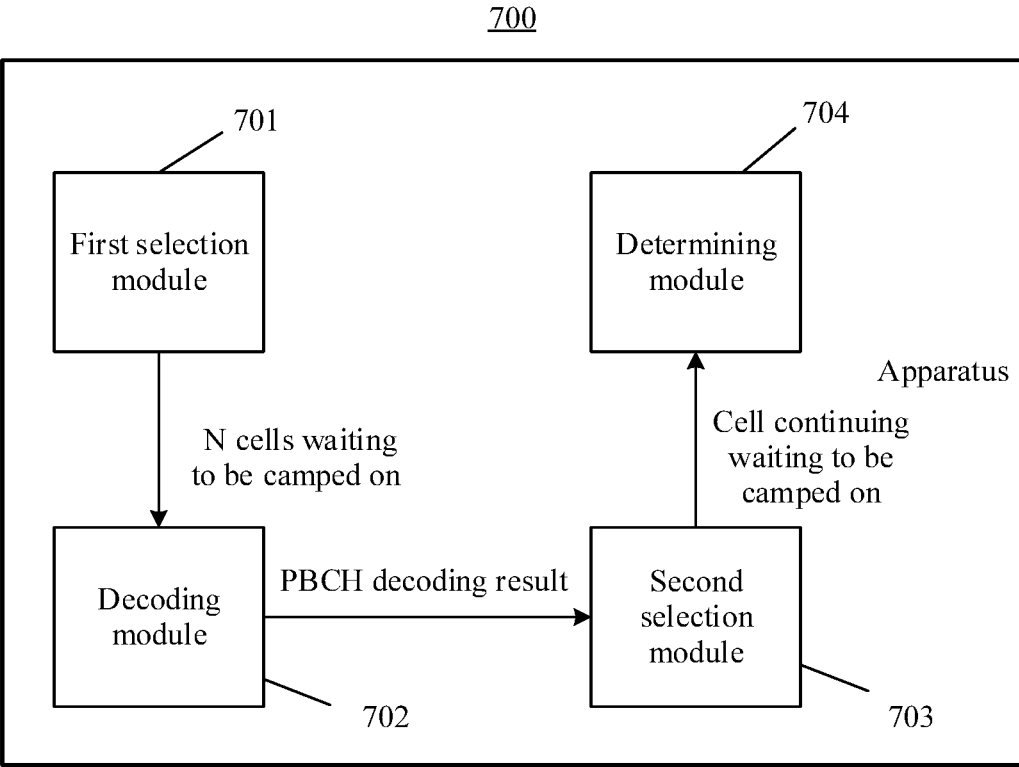 700
701
704
First selection
module
Determining
module
Apparatus
N cells waiting
to be camped on
Cell continuing
waiting to be
camped on
Decoding
module
PBCH decoding result
Second
selection
module
702
703